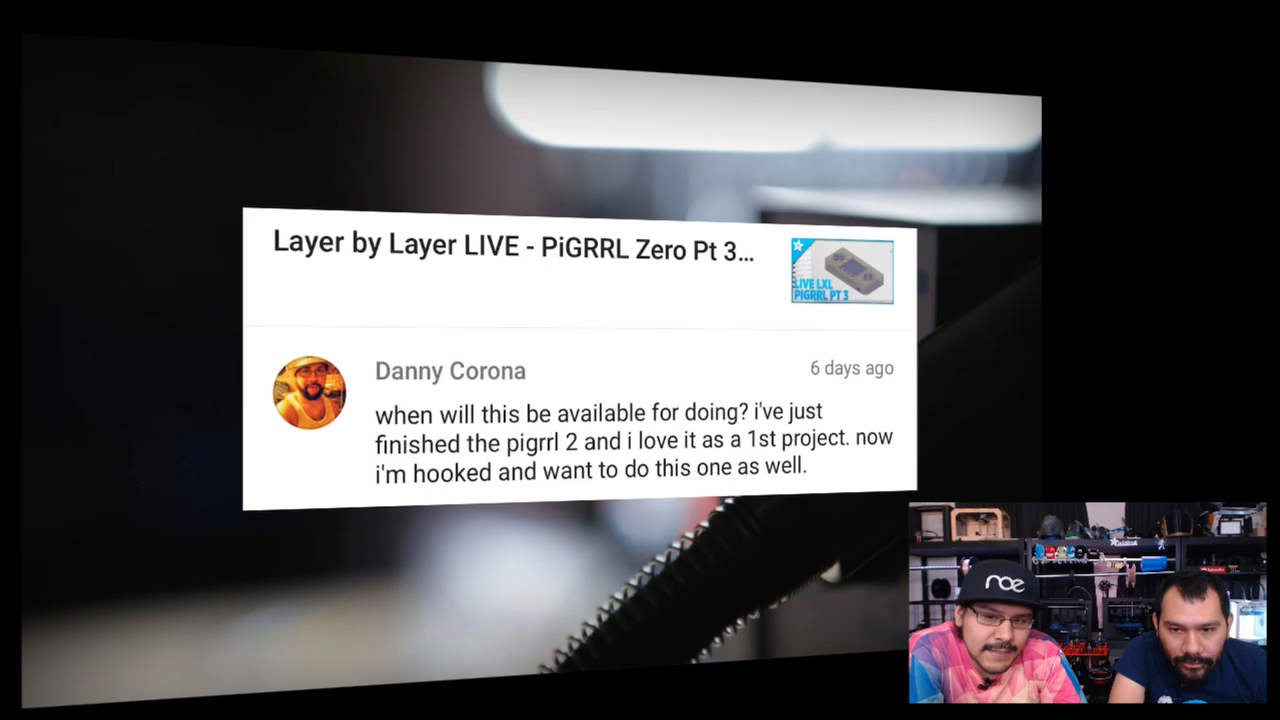 Layer by Layer LIVE - PiGRRL Zero Pt 3...
LIVE LXL
PIGRRL PT 3
Danny Corona
6 days ago
when will this be available for doing? i've just
finished the pigrrl 2 and i love it as a 1st project. now
i'm hooked and want to do this one as well.
noe